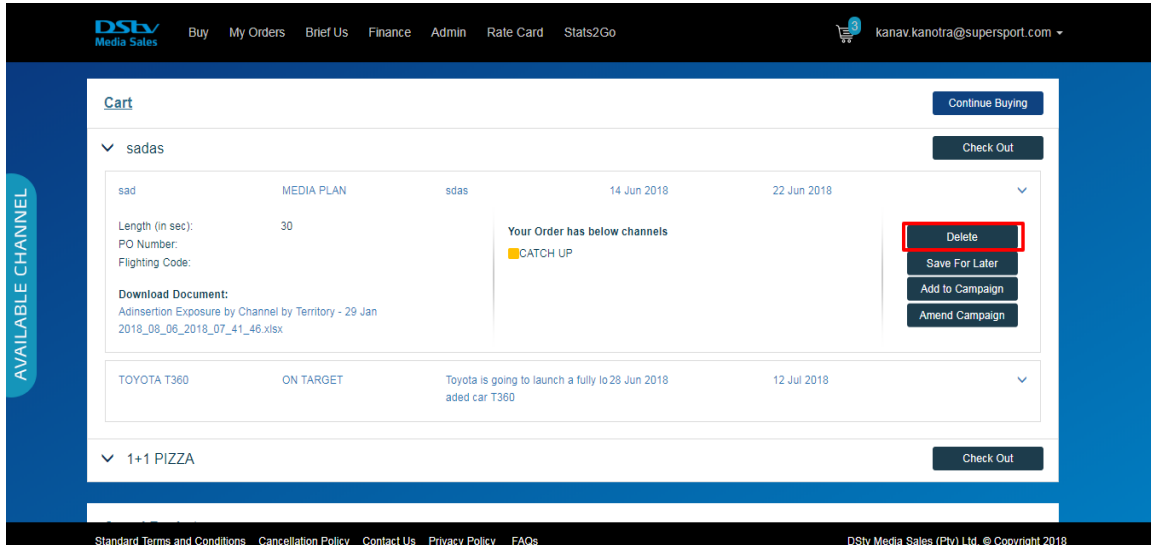 DStv
Media Sales
Buy My Orders Brief Us Finance Admin Rate Card Stats2Go
3
kanav.kanotra@supersport.com
AVAILABLE CHANNEL
Cart
Continue Buying
sadas
Check Out
sad MEDIA PLAN sdas 14 Jun 2018 22 Jun 2018
Length (in sec): 30
PO Number:
Flighting Code:
Download Document:
Adinsertion Exposure by Channel by Territory - 29 Jan
2018_08_06_2018_07_41_46.xlsx
Your Order has below channels
CATCH UP
Delete
Save For Later
Add to Campaign
Amend Campaign
TOYOTA T360 ON TARGET Toyota is going to launch a fully lo 28 Jun 2018 12 Jul 2018
aded car T360
1+1 PIZZA
Check Out
Standard Terms and Conditions Cancellation Policy Contact Us Privacy Policy FAQs
DStv Media Sales (Pty) Ltd. © Copyright 2018